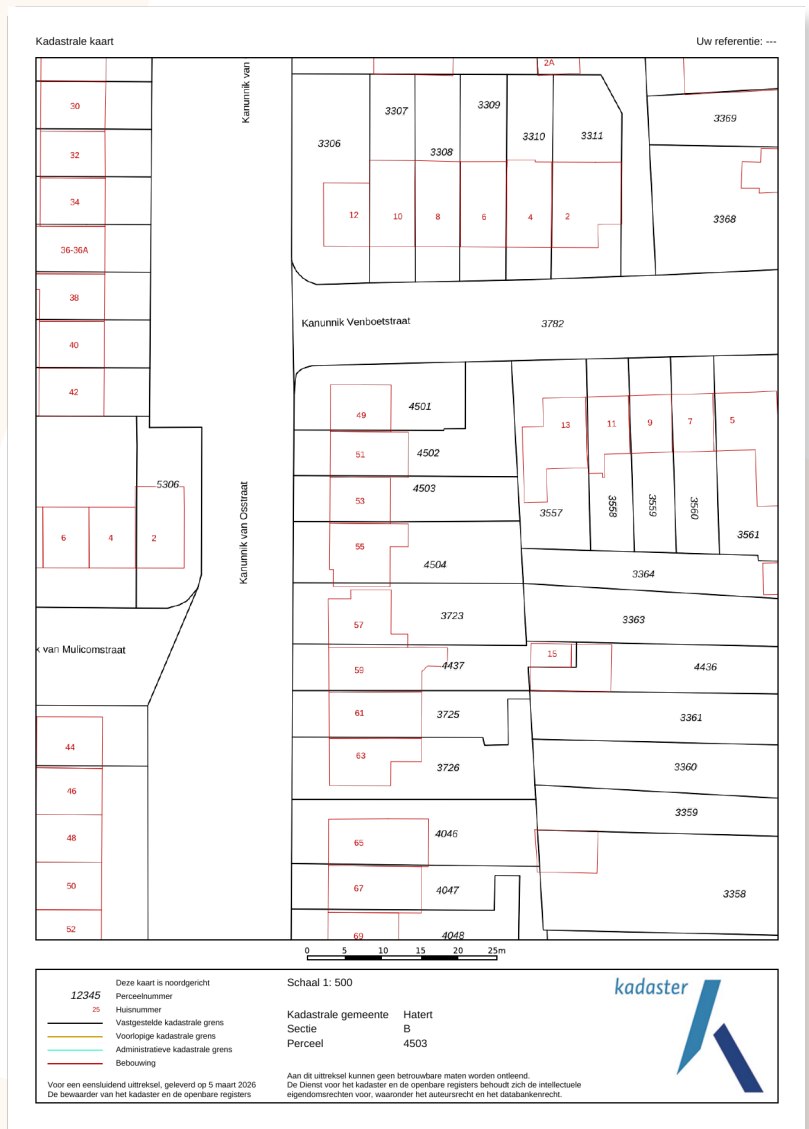 Kadastrale kaart
Uw referentie: ---
Kanunnik van
2A
30
3307
3309
3369
3306
3308
3310
3311
32
34
12
10
8
6
4
2
3368
36-36A
38
Kanunnik Venboetstraat
3782
40
42
49
4501
13
11
9
7
5
51
4502
5306
53
4503
3557
3558
3559
3560
3561
Kanunnik van Osstraat
6
4
2
55
4504
3364
57
3723
3363
k van Mulicomstraat
59
4437
15
4436
61
3725
3361
44
63
3726
3360
46
3359
48
65
4046
50
67
4047
3358
52
69
4048
0 5 10 15 20 25m
Deze kaart is noordgericht
12345 Perceelnummer
25 Huisnummer
Vastgestelde kadastrale grens
Voorlopige kadastrale grens
Administratieve kadastrale grens
Bebouwing
Voor een eensluidend uittreksel, geleverd op 5 maart 2026
De bewaarder van het kadaster en de openbare registers
Schaal 1: 500
Kadastrale gemeente Hatert
Sectie B
Perceel 4503
Aan dit uittreksel kunnen geen betrouwbare maten worden ontleend.
De Dienst voor het kadaster en de openbare registers behoudt zich de intellectuele
eigendomsrechten voor, waaronder het auteursrecht en het databankenrecht.
kadaster